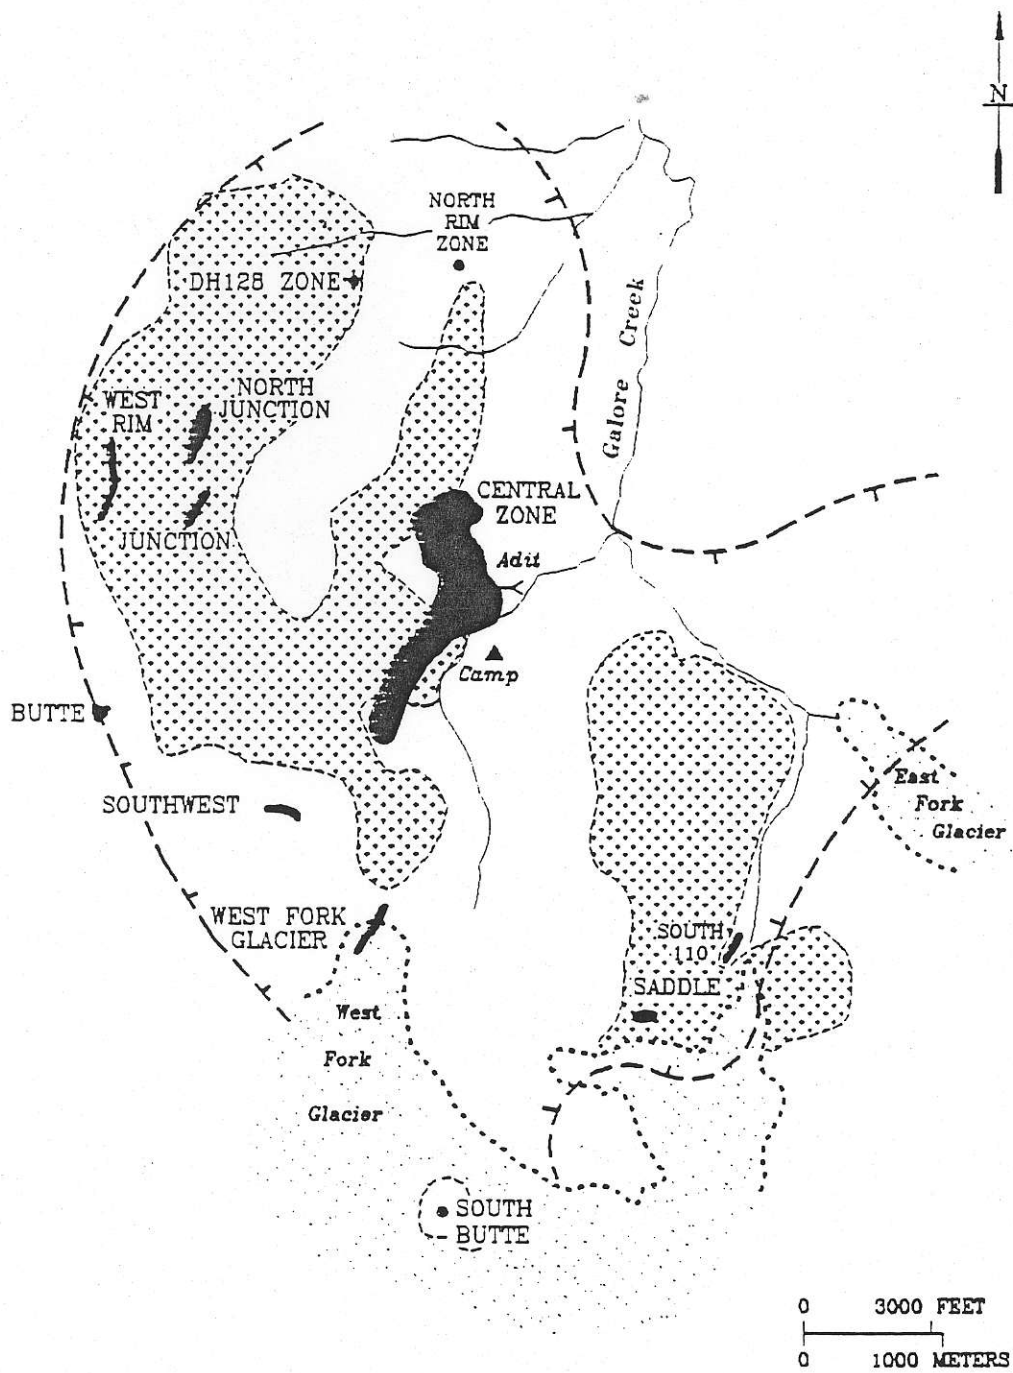 N
NORTH
RIM
ZONE
DH128 ZONE
Galore Creek
WEST
RIM
NORTH
JUNCTION
CENTRAL
ZONE
JUNCTION
Adit
Camp
BUTTE
SOUTHWEST
East
Fork
Glacier
WEST FORK
GLACIER
SOUTH
110
SADDLE
West
Fork
Glacier
SOUTH
BUTTE
0 3000 FEET
0 1000 METERS